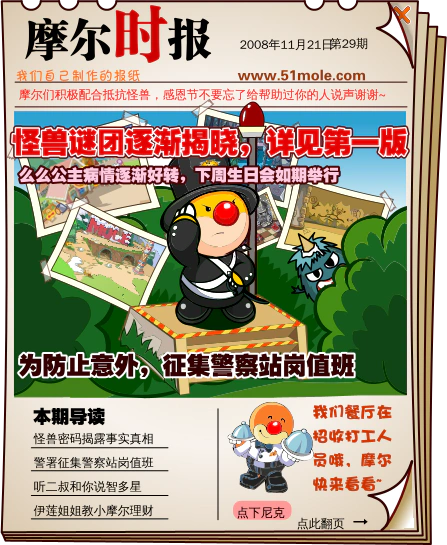 摩尔时报
2008年11月21日第29期
我们自己制作的报纸
www.51mole.com
摩尔们积极配合抵抗怪兽，感恩节不要忘了给帮助过你的人说声谢谢~
怪兽谜团逐渐揭晓，详见第一版
么么公主病情逐渐好转，下周生日会如期举行
为防止意外，征集警察站岗值班
本期导读
怪兽密码揭露事实真相
警署征集警察站岗值班
听二叔和你说智多星
伊莲姐姐教小摩尔理财
我们餐厅在
招收打工人
员哦，摩尔
快来看看~
点下尼克
点此翻页 →